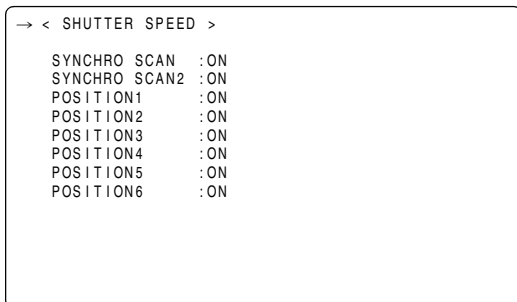 → < SHUTTER SPEED >
SYNCHRO SCAN :ON
SYNCHRO SCAN2 :ON
POSITION1 :ON
POSITION2 :ON
POSITION3 :ON
POSITION4 :ON
POSITION5 :ON
POSITION6 :ON